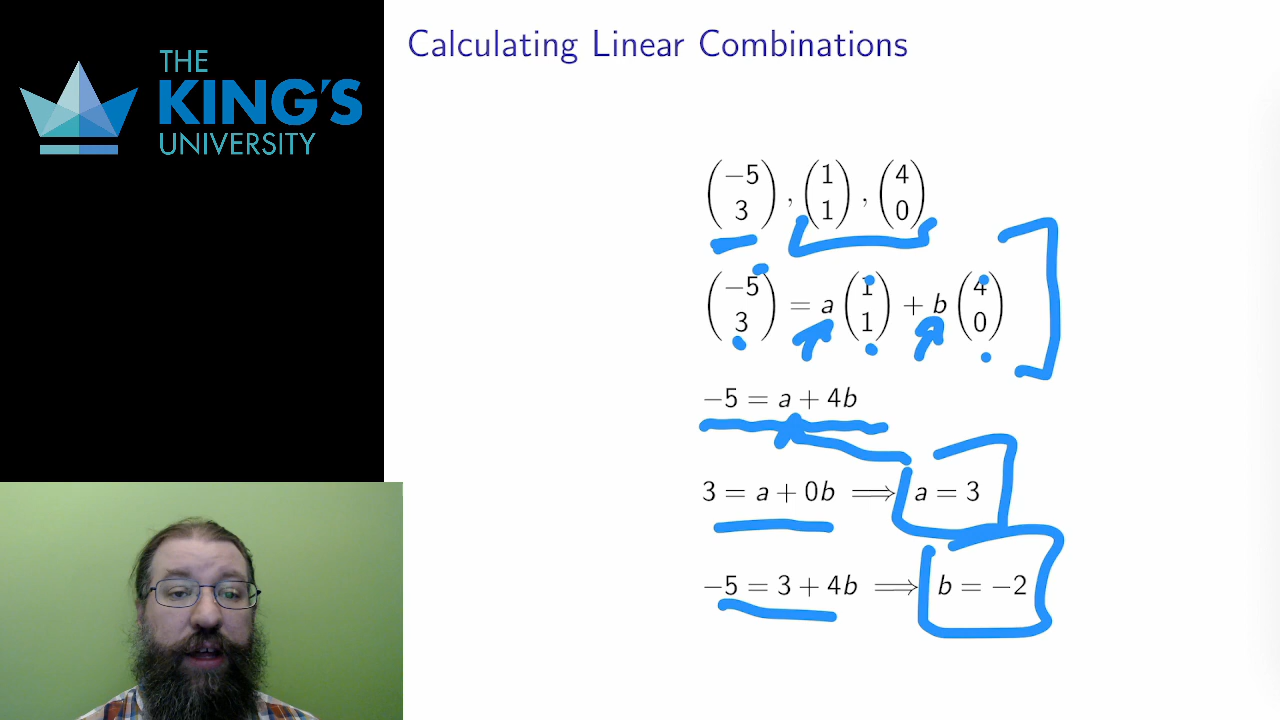 THE
KING'S
UNIVERSITY
Calculating Linear Combinations
(−5 3), (1 1), (4 0)
(−5 3) = a (1 1) + b (4 0)
−5 = a + 4b
3 = a + 0b ⟹ a = 3
−5 = 3 + 4b ⟹ b = −2